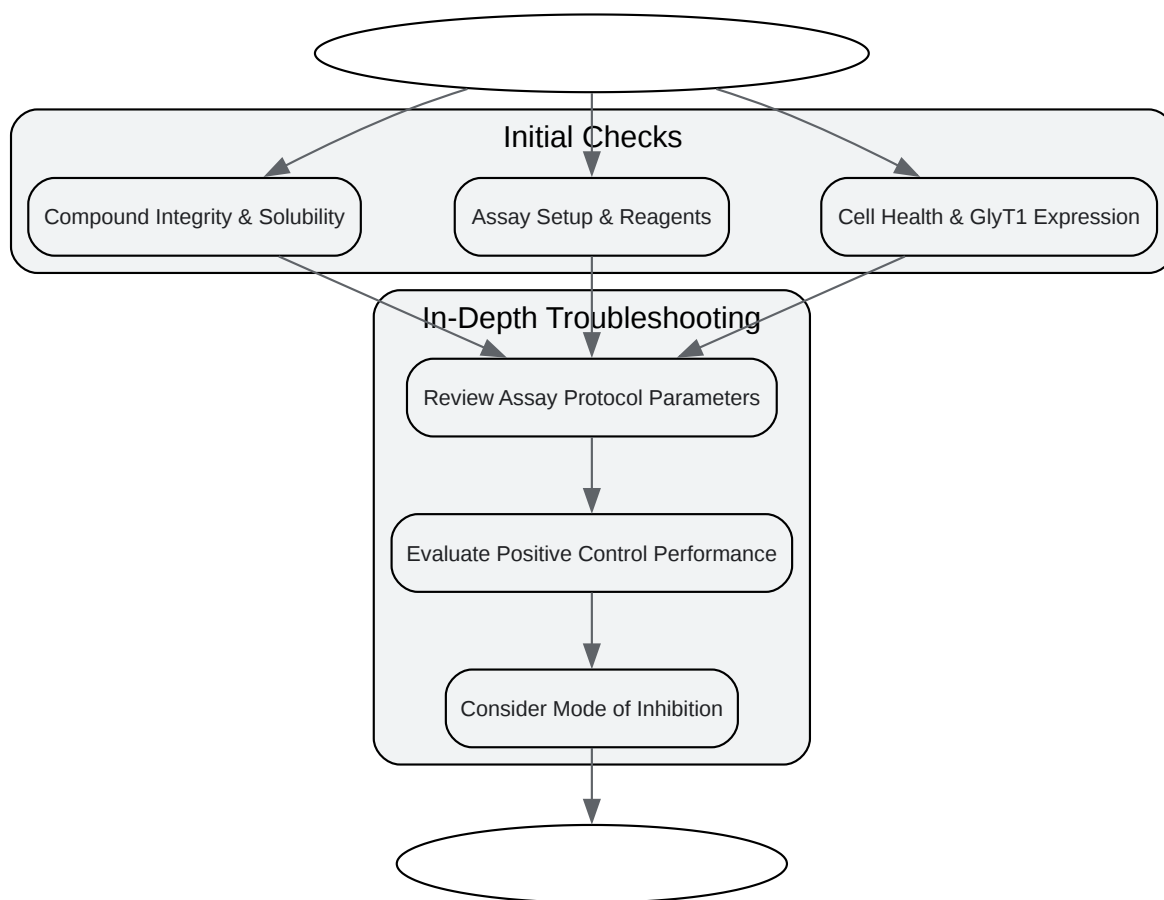 Initial Checks
Compound Integrity & Solubility
Assay Setup & Reagents
Cell Health & GlyT1 Expression
In-Depth Troubleshooting
Review Assay Protocol Parameters
Evaluate Positive Control Performance
Consider Mode of Inhibition